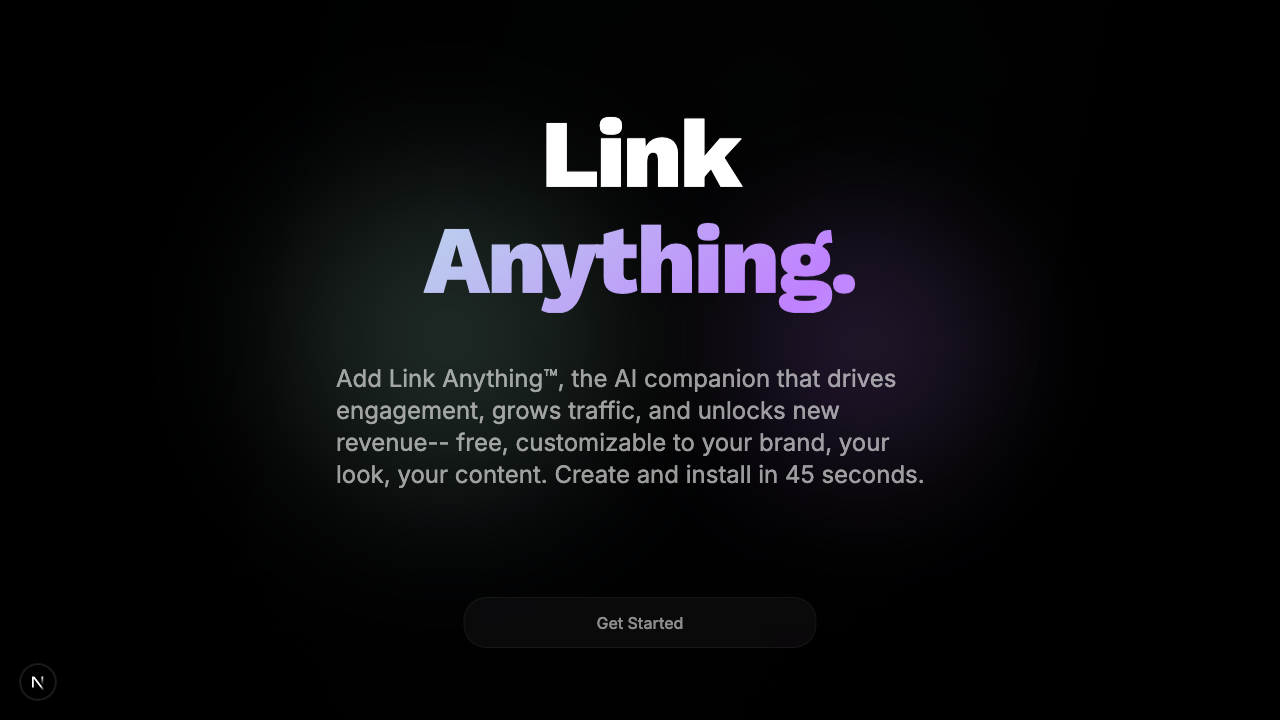 Link
Anything.
Add Link Anything™, the AI companion that drives
engagement, grows traffic, and unlocks new
revenue-- free, customizable to your brand, your
look, your content. Create and install in 45 seconds.
Get Started
N